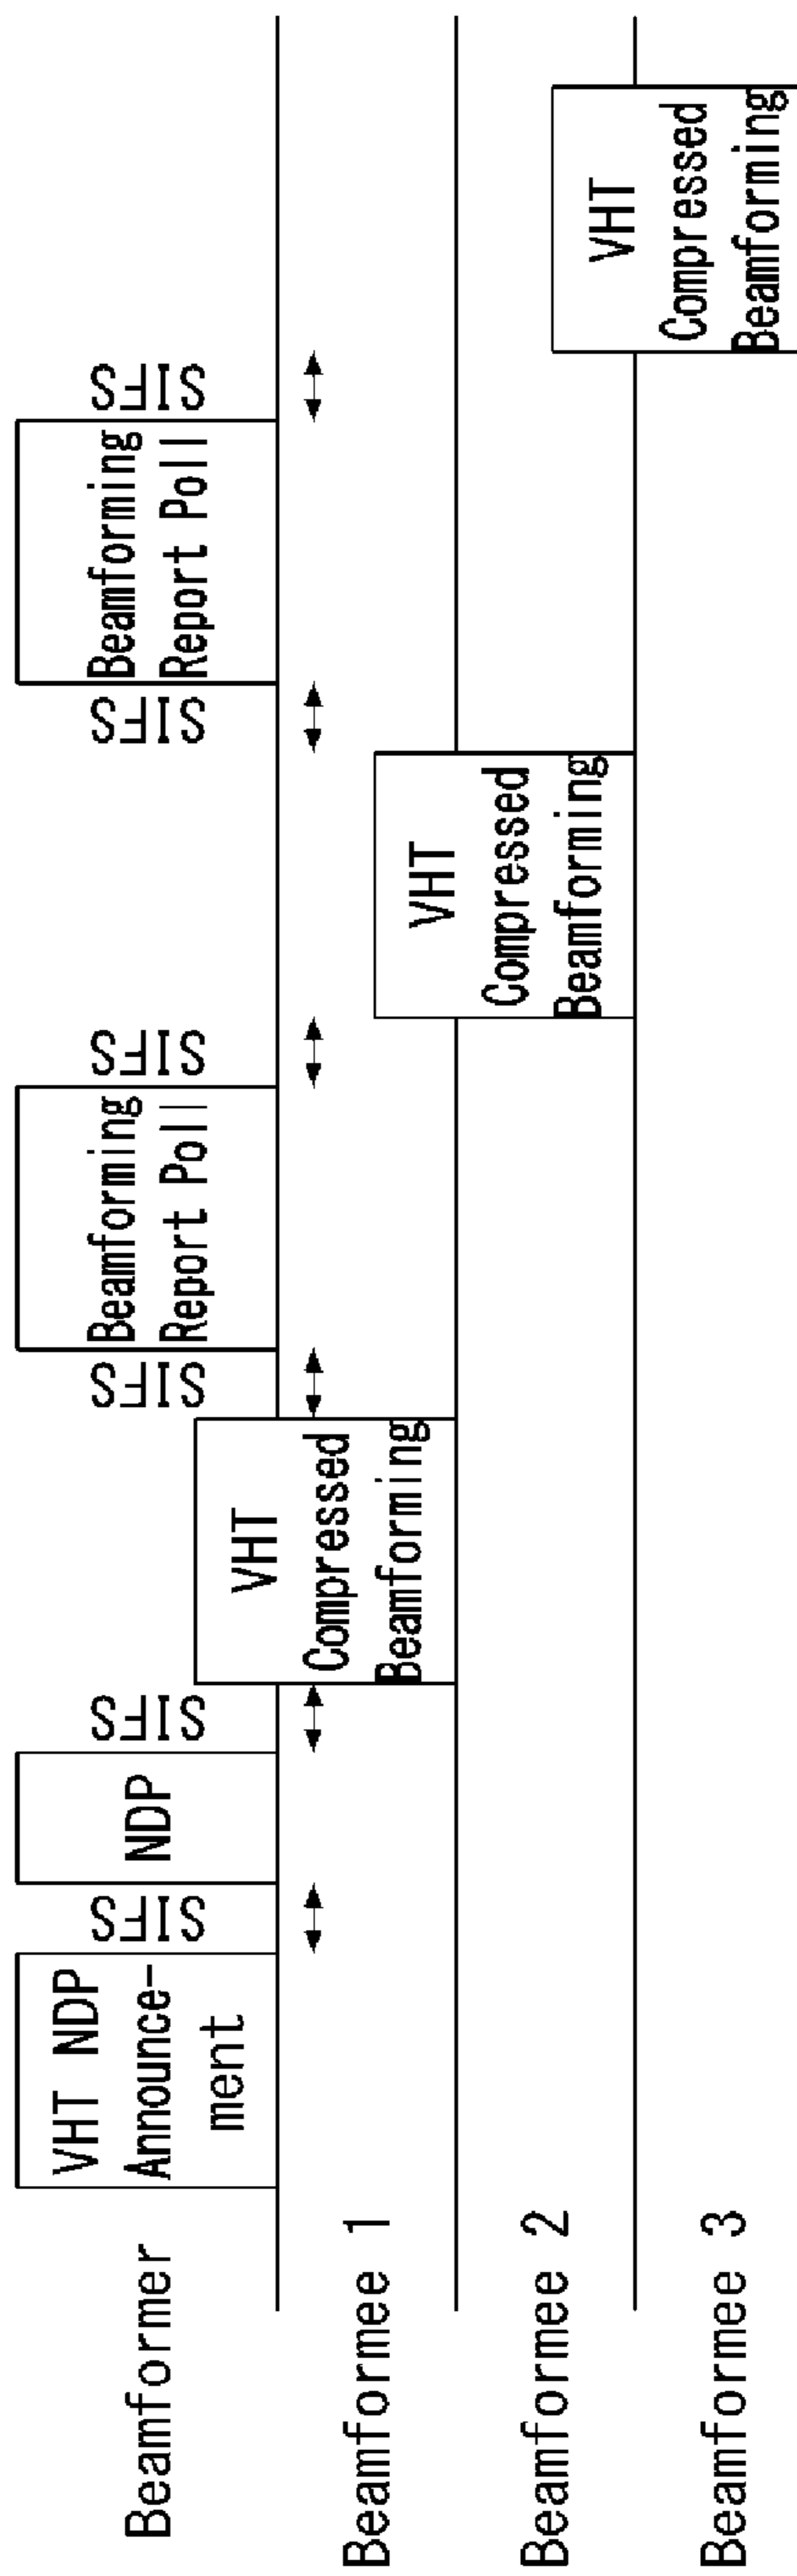 Beamformer
VHT NDP
Announce-
ment
SIFS
NDP
SIFS
SIFS
Beamforming
Report Poll
SIFS
SIFS
Beamforming
Report Poll
SIFS
Beamformee 1
VHT
Compressed
Beamforming
Beamformee 2
VHT
Compressed
Beamforming
Beamformee 3
VHT
Compressed
Beamforming